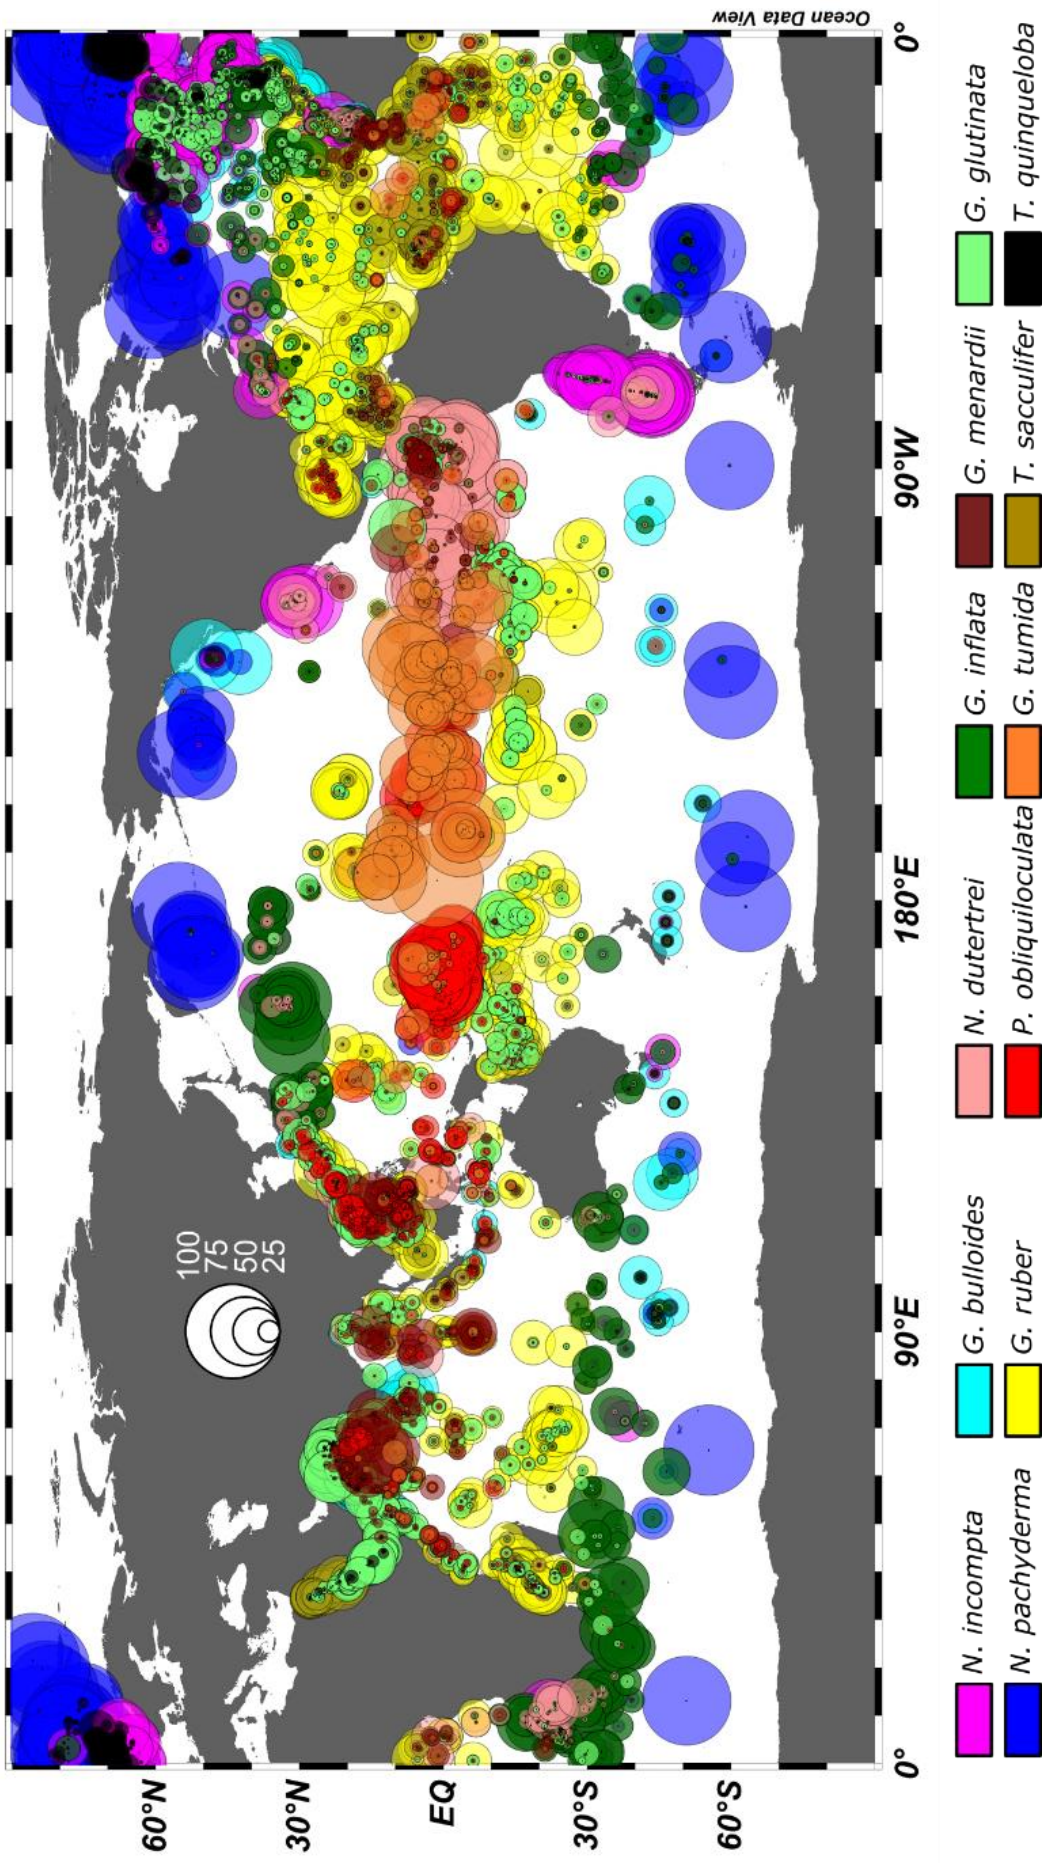 Ocean Data View
60°N
30°N
EQ
30°S
60°S
100
75
50
25
0°
90°E
180°E
90°W
0°
N. incompta
G. bulloides
N. dutertrei
G. inflata
G. menardii
G. glutinata
N. pachyderma
G. ruber
P. obliquiloculata
G. tumida
T. sacculifer
T. quinqueloba